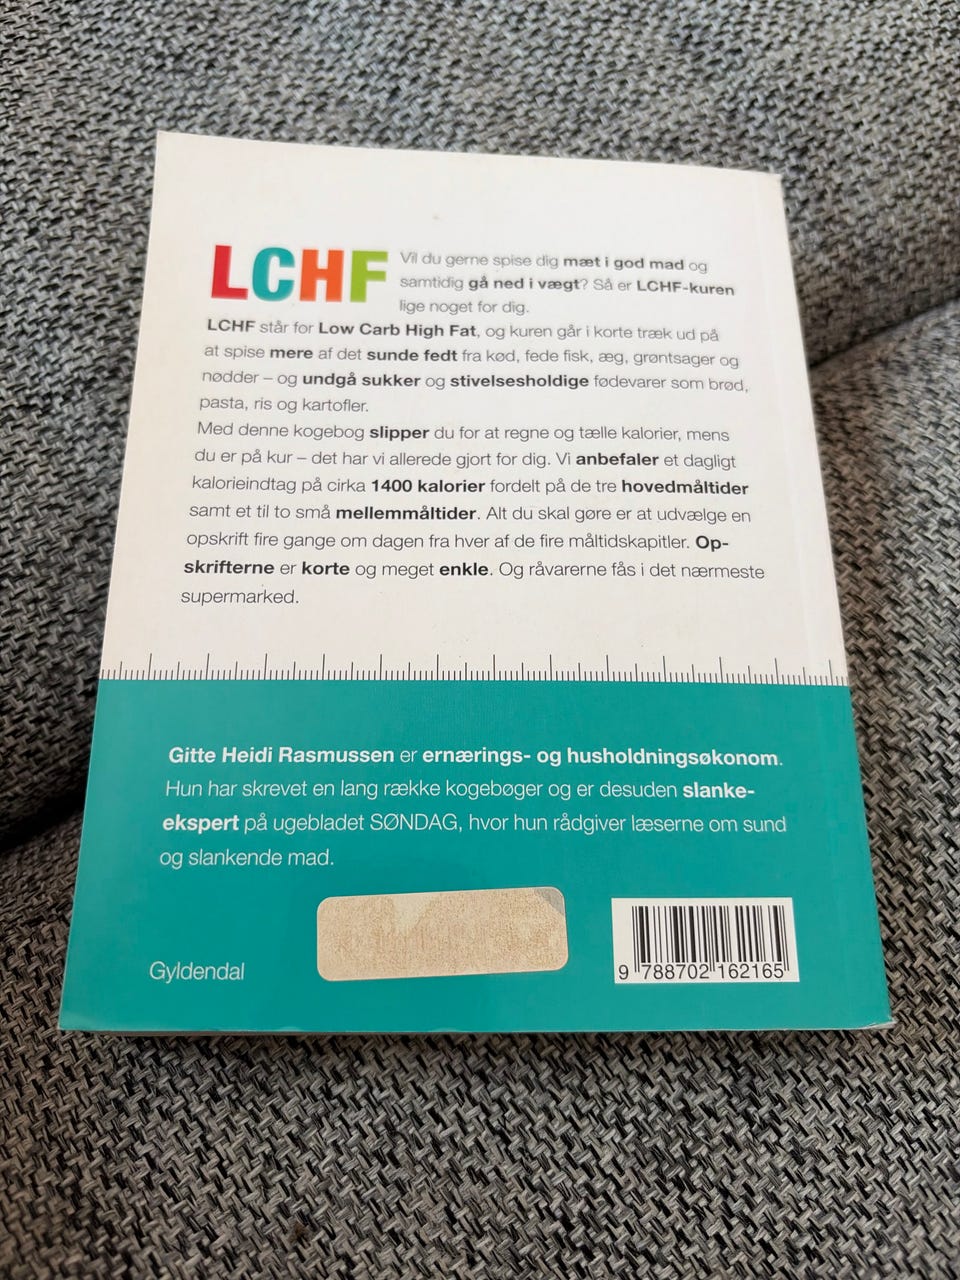 LCHF Vil du gerne spise dig mæt i god mad og
samtidig gå ned i vægt? Så er LCHF-kuren
lige noget for dig.
LCHF står for Low Carb High Fat, og kuren går i korte træk ud på
at spise mere af det sunde fedt fra kød, fede fisk, æg, grøntsager og
nødder – og undgå sukker og stivelsesholdige fødevarer som brød,
pasta, ris og kartofler.
Med denne kogebog slipper du for at regne og tælle kalorier, mens
du er på kur – det har vi allerede gjort for dig. Vi anbefaler et dagligt
kalorieindtag på cirka 1400 kalorier fordelt på de tre hovedmåltider
samt et til to små mellemmåltider. Alt du skal gøre er at udvælge en
opskrift fire gange om dagen fra hver af de fire måltidskapitler. Op-
skrifterne er korte og meget enkle. Og råvarerne fås i det nærmeste
supermarked.
Gitte Heidi Rasmussen er ernærings- og husholdningsøkonom.
Hun har skrevet en lang række kogebøger og er desuden slanke-
ekspert på ugebladet SØNDAG, hvor hun rådgiver læserne om sund
og slankende mad.
Gyldendal
9 788702 162165